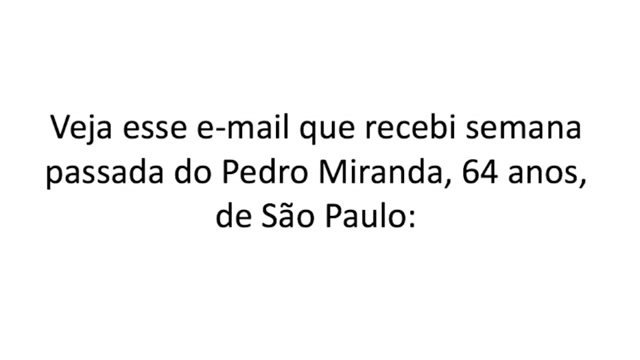 Veja esse e-mail que recebi semana
passada do Pedro Miranda, 64 anos,
de São Paulo: